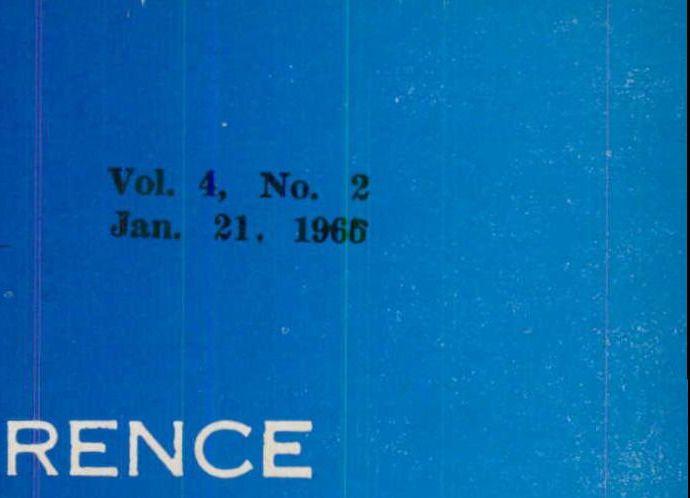 Vol. 4, No. 2
Jan. 21, 1966
RENCE